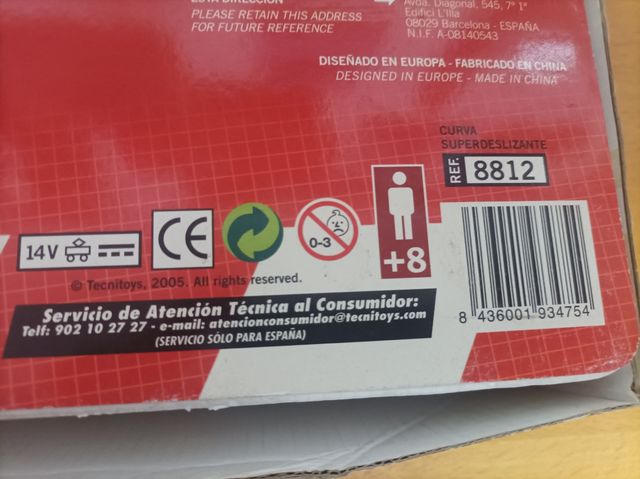 ESTA DIRECCIÓN
PLEASE RETAIN THIS ADDRESS
FOR FUTURE REFERENCE
Avda. Diagonal, 545, 7º 1ª
Edifici L'Illa
08029 Barcelona - ESPAÑA
N.I.F. A-08140543
DISEÑADO EN EUROPA - FABRICADO EN CHINA
DESIGNED IN EUROPE - MADE IN CHINA
CURVA
SUPERDESLIZANTE
REF. 8812
14V
CE
0-3
+8
© Tecnitoys, 2005. All rights reserved.
Servicio de Atención Técnica al Consumidor:
Telf: 902 10 27 27 - e-mail: atencionconsumidor@tecnitoys.com
(SERVICIO SÓLO PARA ESPAÑA)
8 436001 934754